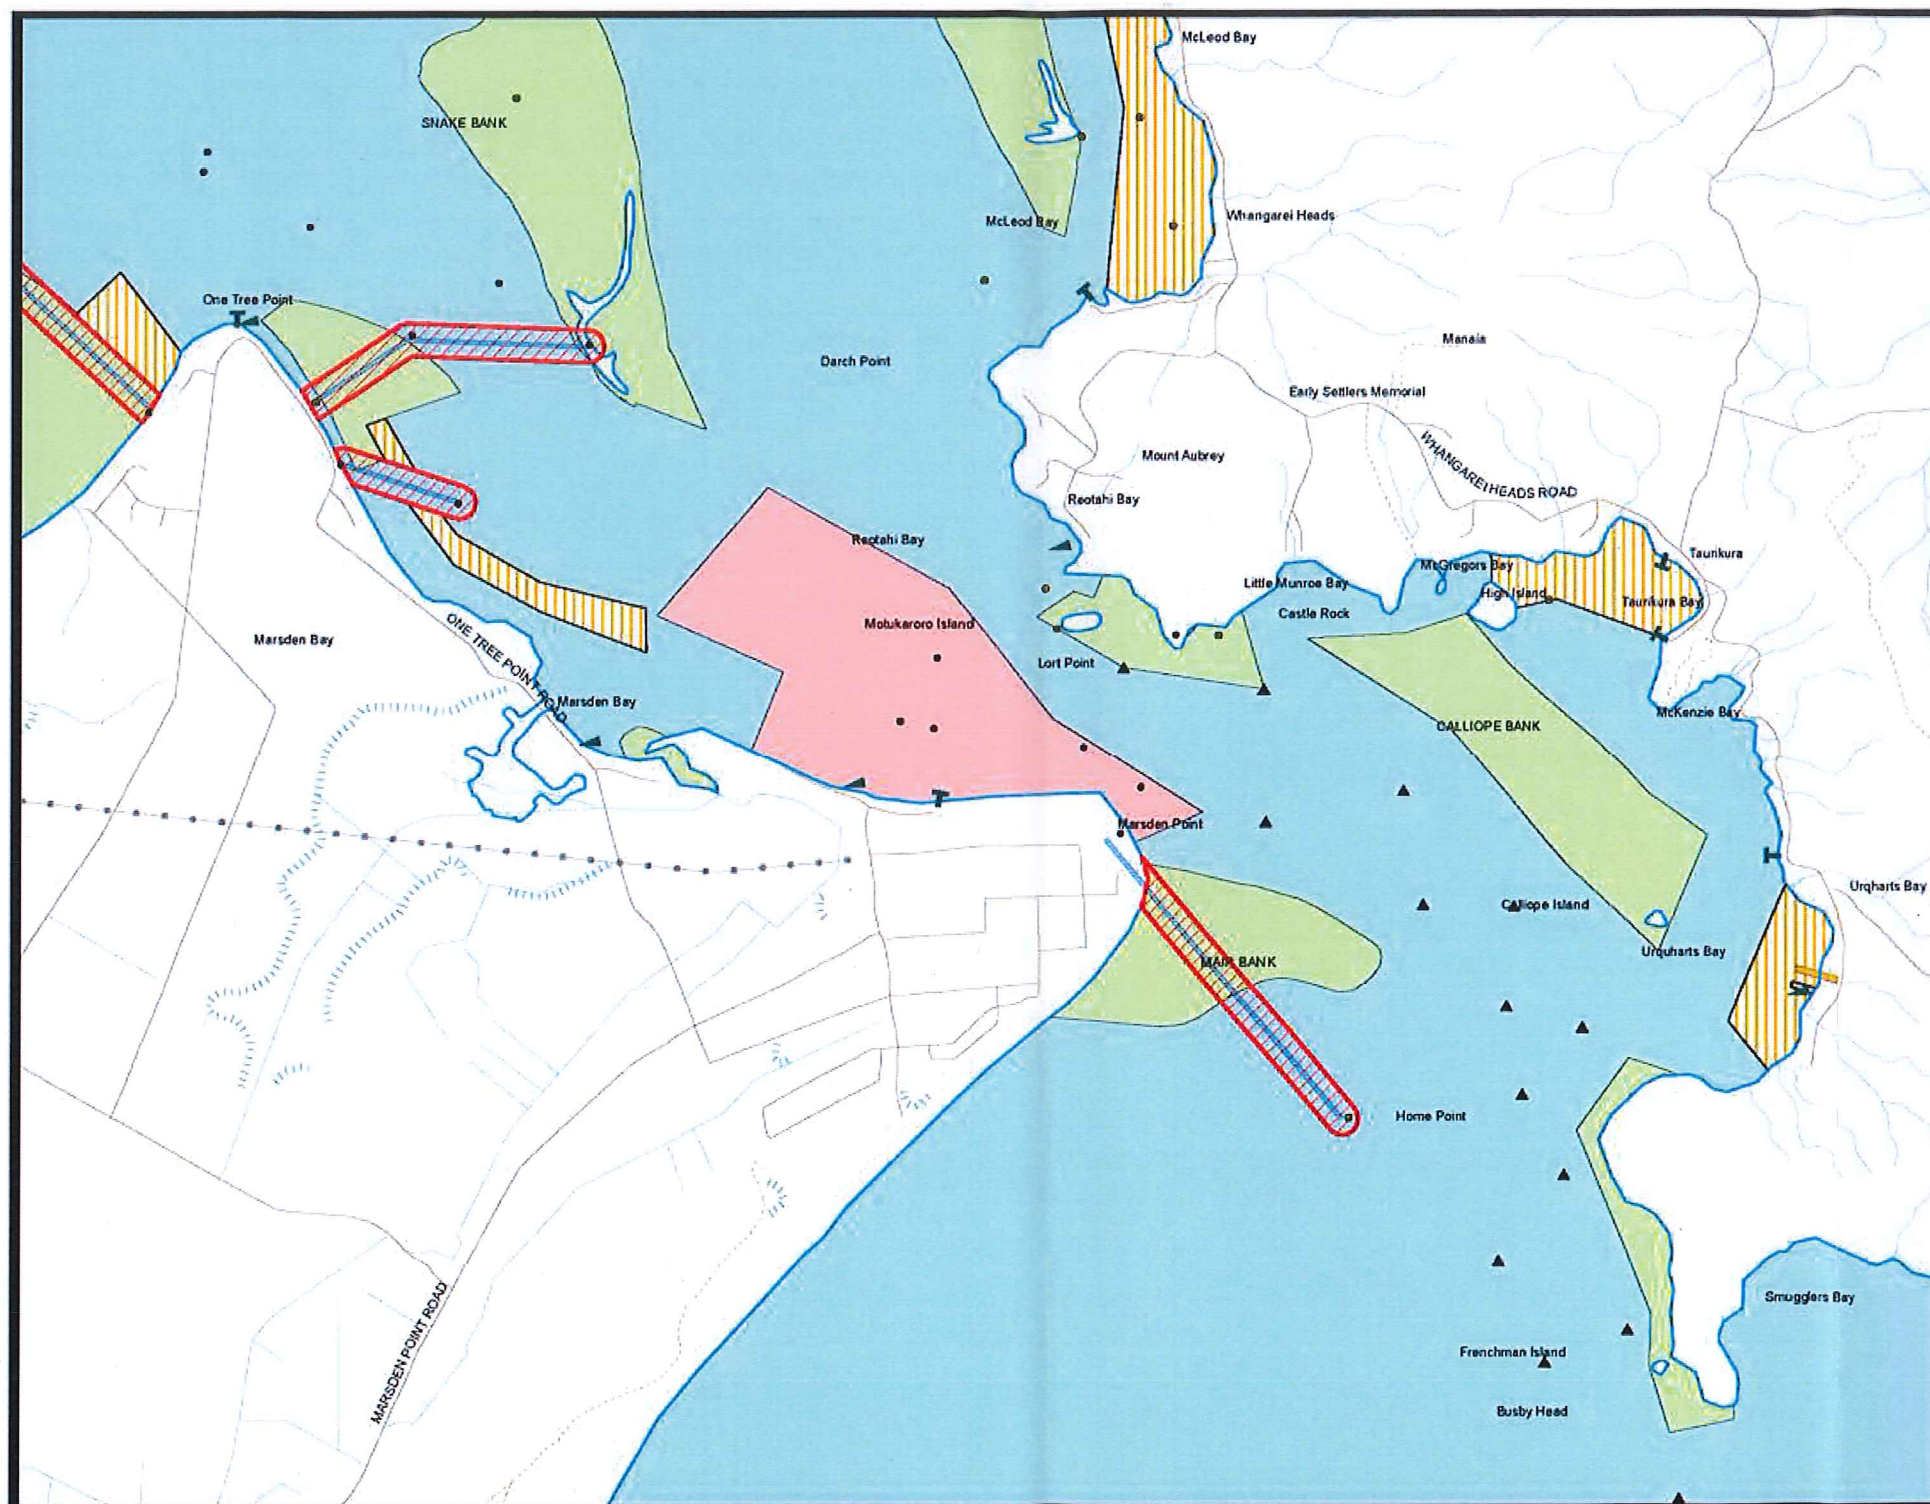 McLeod Bay
SNAKE BANK
McLeod Bay
Whangarei Heads
One Tree Point
Manaia
Darch Point
Early Settlers Memorial
WHANGAREI HEADS ROAD
Mount Aubrey
Reotahi Bay
Reotahi Bay
Taurikura
McGregors Bay
Little Munroe Bay
High Island
Taurikura Bay
Castle Rock
Motukaroro Island
Marsden Bay
ONE TREE POINT ROAD
Lort Point
Marsden Bay
McKenzie Bay
CALLIOPE BANK
Marsden Point
Urqharts Bay
Calliope Island
Urquharts Bay
MAIR BANK
Home Point
Smugglers Bay
MARSDEN POINT ROAD
Frenchman Island
Busby Head